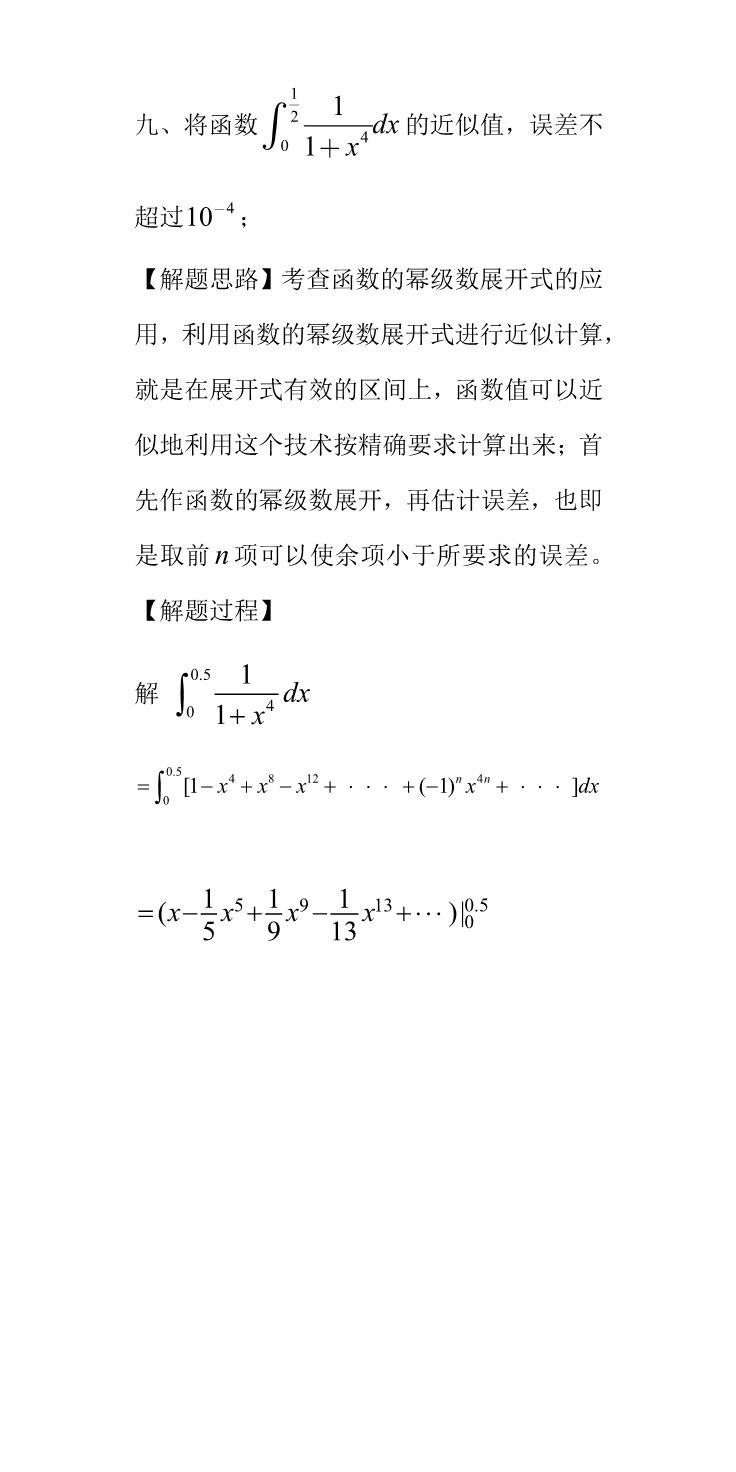 九、将函数 $\int_0^{\frac{1}{2}} \frac{1}{1+x^4}dx$ 的近似值，误差不
超过$10^{-4}$；
【解题思路】考查函数的幂级数展开式的应
用，利用函数的幂级数展开式进行近似计算，
就是在展开式有效的区间上，函数值可以近
似地利用这个技术按精确要求计算出来；首
先作函数的幂级数展开，再估计误差，也即
是取前 $n$ 项可以使余项小于所要求的误差。
【解题过程】
解 $\int_0^{0.5} \frac{1}{1+x^4} dx$
$=\int_0^{0.5}[1-x^4+x^8-x^{12}+\cdots+(-1)^n x^{4n}+\cdots]dx$
$=(x-\frac{1}{5}x^5+\frac{1}{9}x^9-\frac{1}{13}x^{13}+\cdots)|_0^{0.5}$